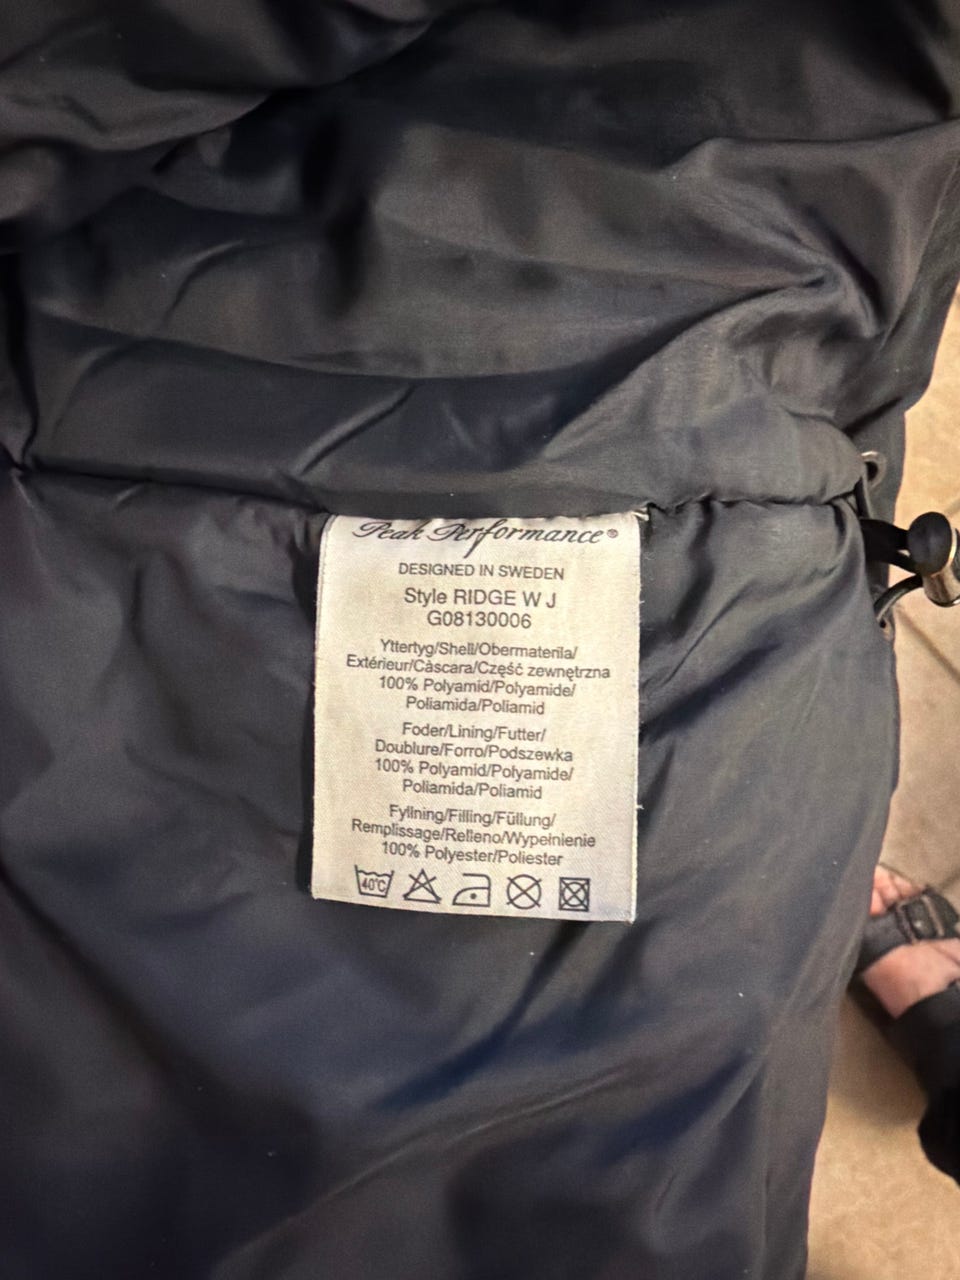 Peak Performance®
DESIGNED IN SWEDEN
Style RIDGE W J
G08130006
Yttertyg/Shell/Obermaterila/
Extérieur/Càscara/Część zewnętrzna
100% Polyamid/Polyamide/
Poliamida/Poliamid
Foder/Lining/Futter/
Doublure/Forro/Podszewka
100% Polyamid/Polyamide/
Poliamida/Poliamid
Fyllning/Filling/Füllung/
Remplissage/Relleno/Wypełnienie
100% Polyester/Poliester
40°C